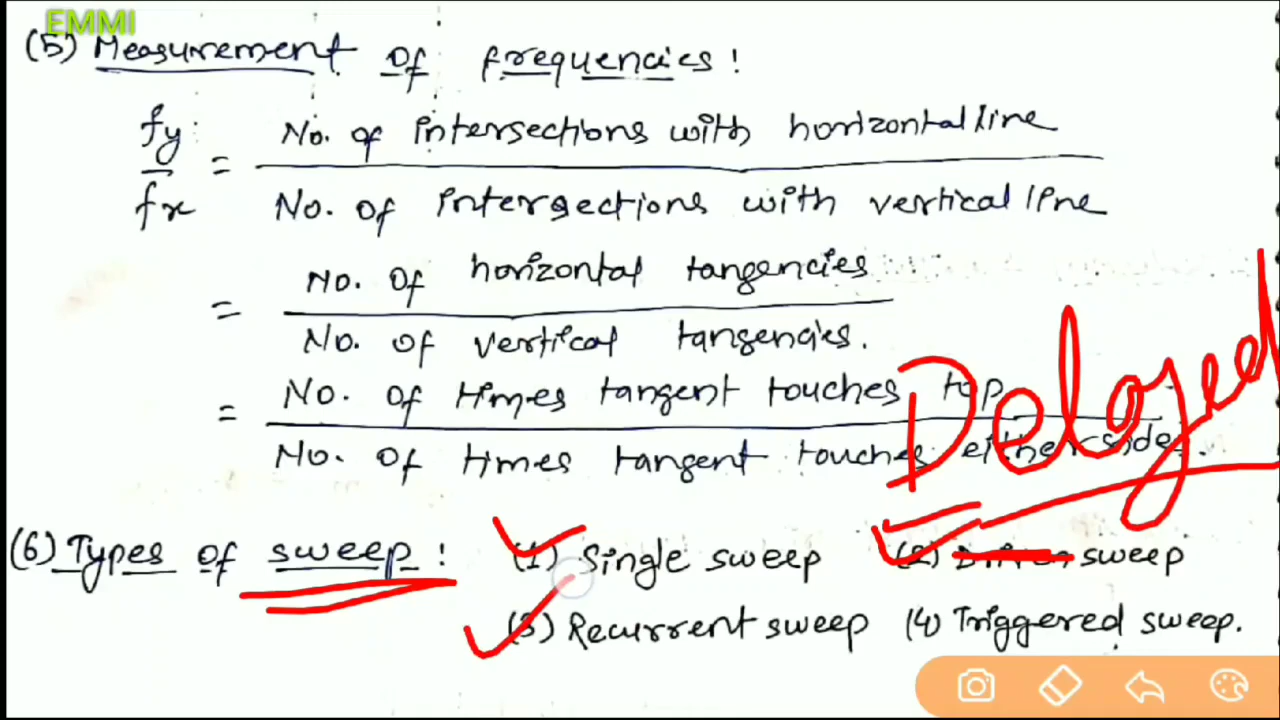 EMMI
(5) Measurement of frequencies !
fy / fx = No. of intersections with horizontal line
No. of intersections with vertical line
= No. of horizontal tangencies
No. of vertical tangencies.
= No. of times tangent touches top
No. of times tangent touches either side.
Delayed
(6) Types of sweep : (1) Single sweep (2) sweep
(3) Recurrent sweep (4) Triggered sweep.